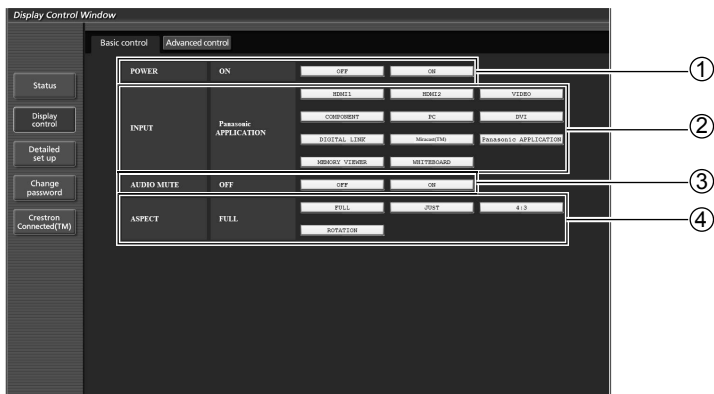 Display Control Window
Basic control Advanced control
Status
Display
control
Detailed
set up
Change
password
Crestron
Connected(TM)
POWER ON OFF ON
①
INPUT Panasonic
APPLICATION
HDMI1 HDMI2 VIDEO
COMPONENT PC DVI
DIGITAL LINK Miracast(TM) Panasonic APPLICATION
MEMORY VIEWER WHITEBOARD
②
AUDIO MUTE OFF OFF ON
③
ASPECT FULL FULL JUST 4:3
ROTATION
④